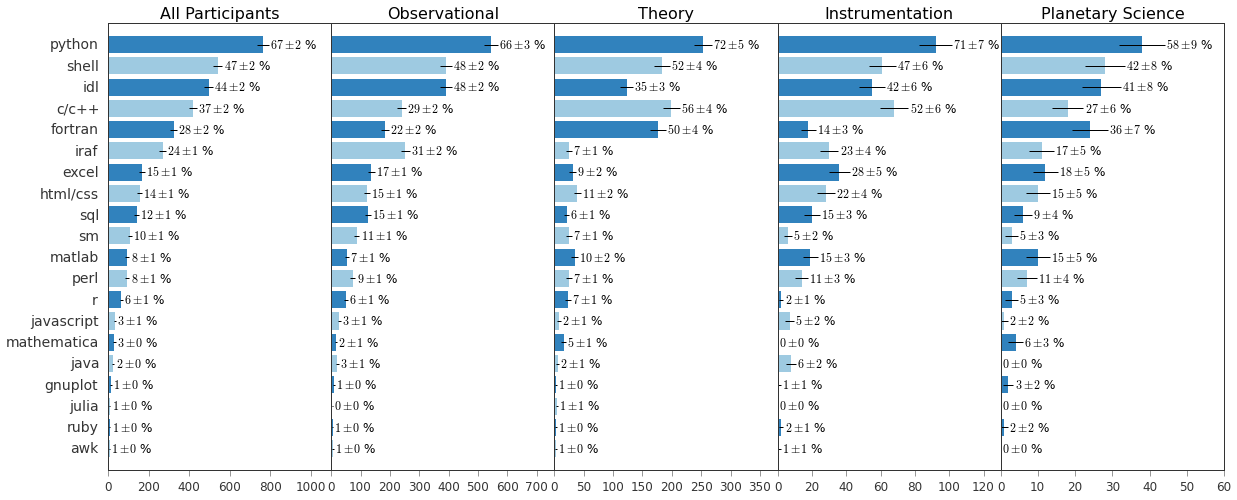 All Participants Observational Theory Instrumentation Planetary Science
python 67±2 % 66±3 % 72±5 % 71±7 % 58±9 %
shell 47±2 % 48±2 % 52±4 % 47±6 % 42±8 %
idl 44±2 % 48±2 % 35±3 % 42±6 % 41±8 %
c/c++ 37±2 % 29±2 % 56±4 % 52±6 % 27±6 %
fortran 28±2 % 22±2 % 50±4 % 14±3 % 36±7 %
iraf 24±1 % 31±2 % 7±1 % 23±4 % 17±5 %
excel 15±1 % 17±1 % 9±2 % 28±5 % 18±5 %
html/css 14±1 % 15±1 % 11±2 % 22±4 % 15±5 %
sql 12±1 % 15±1 % 6±1 % 15±3 % 9±4 %
sm 10±1 % 11±1 % 7±1 % 5±2 % 5±3 %
matlab 8±1 % 7±1 % 10±2 % 15±3 % 15±5 %
perl 8±1 % 9±1 % 7±1 % 11±3 % 11±4 %
r 6±1 % 6±1 % 7±1 % 2±1 % 5±3 %
javascript 3±1 % 3±1 % 2±1 % 5±2 % 2±2 %
mathematica 3±0 % 2±1 % 5±1 % 0±0 % 6±3 %
java 2±0 % 3±1 % 2±1 % 6±2 % 0±0 %
gnuplot 1±0 % 1±0 % 1±0 % 1±1 % 3±2 %
julia 1±0 % 0±0 % 1±1 % 0±0 % 0±0 %
ruby 1±0 % 1±0 % 1±0 % 2±1 % 2±2 %
awk 1±0 % 1±0 % 1±0 % 1±1 % 0±0 %
0 200 400 600 800 1000 0 100 200 300 400 500 600 700 0 50 100 150 200 250 300 350 0 20 40 60 80 100 120 0 10 20 30 40 50 60